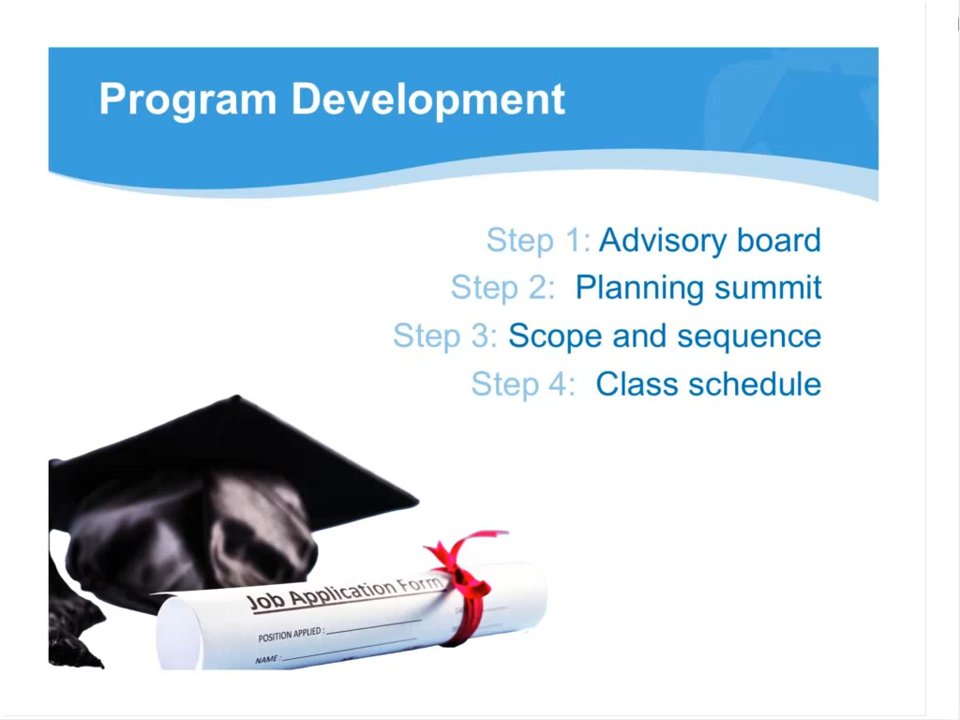 Program Development
Step 1: Advisory board
Step 2: Planning summit
Step 3: Scope and sequence
Step 4: Class schedule
Job Application Form
POSITION APPLIED :
NAME :